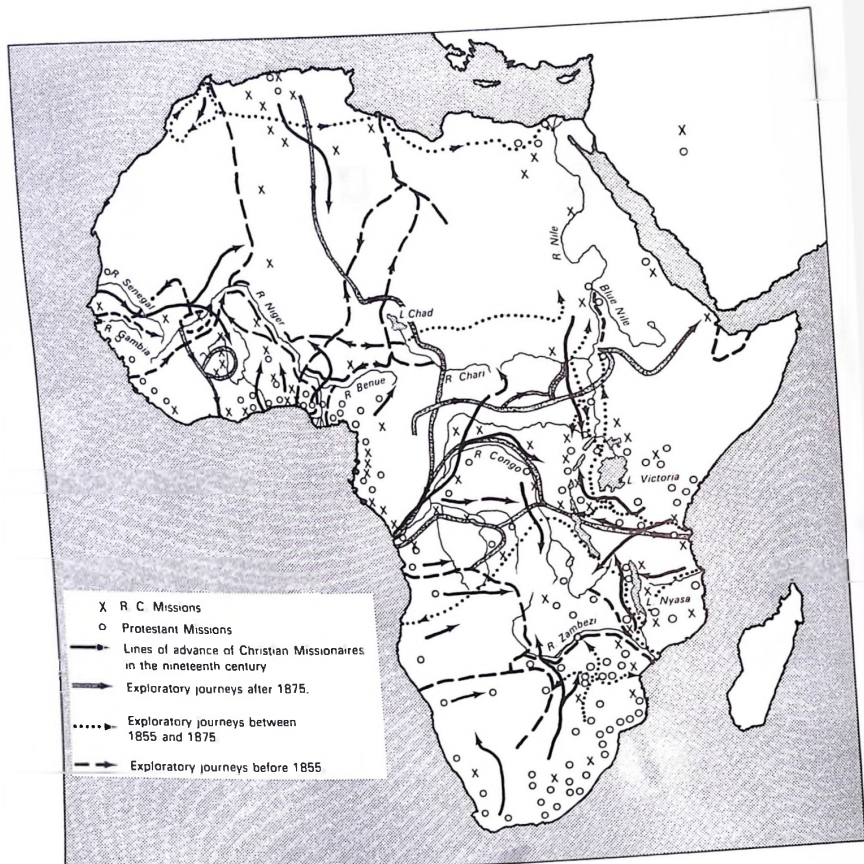 R Senegal
R Gambia
R Niger
L Chad
R Benue
R Chari
R Nile
Blue Nile
R Congo
L Victoria
L Nyasa
R Zambezi
X R C Missions
o Protestant Missions
Lines of advance of Christian Missionaires
in the nineteenth century
Exploratory journeys after 1875.
Exploratory journeys between
1855 and 1875
Exploratory journeys before 1855